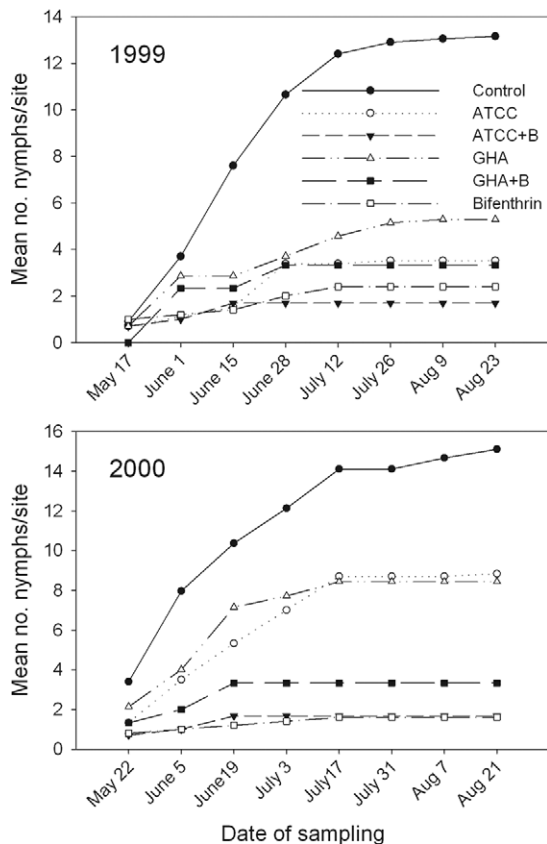 14
12
10
8
6
4
2
0
Mean no. nymphs/site
1999
Control
ATCC
ATCC+B
GHA
GHA+B
Bifenthrin
May 17
June 1
June 15
June 28
July 12
July 26
Aug 9
Aug 23
16
14
12
10
8
6
4
2
0
Mean no. nymphs/site
2000
May 22
June 5
June19
July 3
July17
July 31
Aug 7
Aug 21
Date of sampling